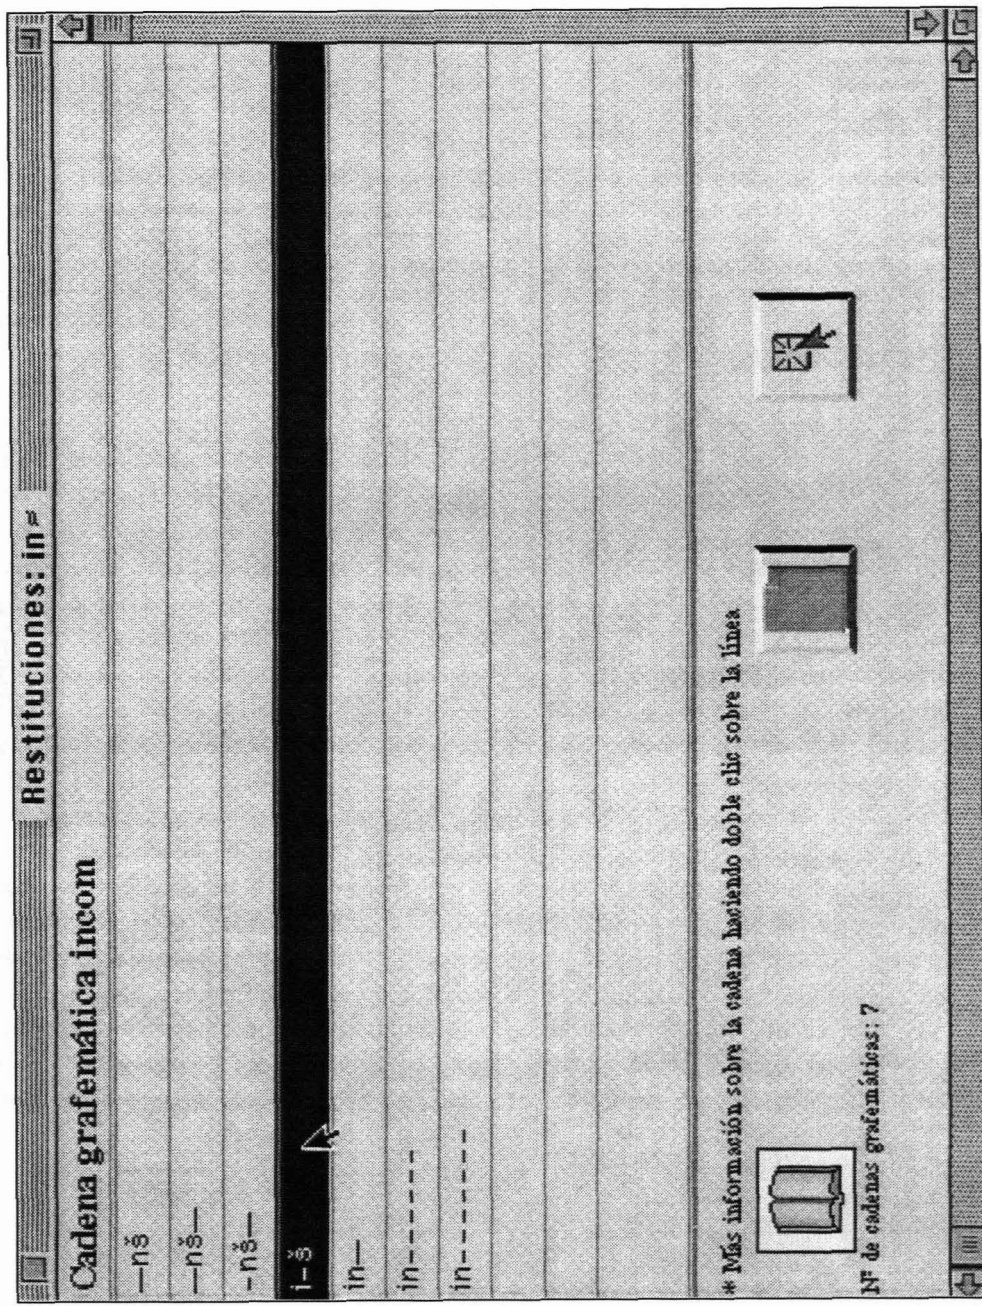 Restituciones: in≠
Cadena grafemática incom
—nš
—nš—
-nš—
i-š
in—
in------
in-------
* Mas información sobre la cadena haciendo doble clic sobre la línea
Nº de cadenas grafemáticas: 7